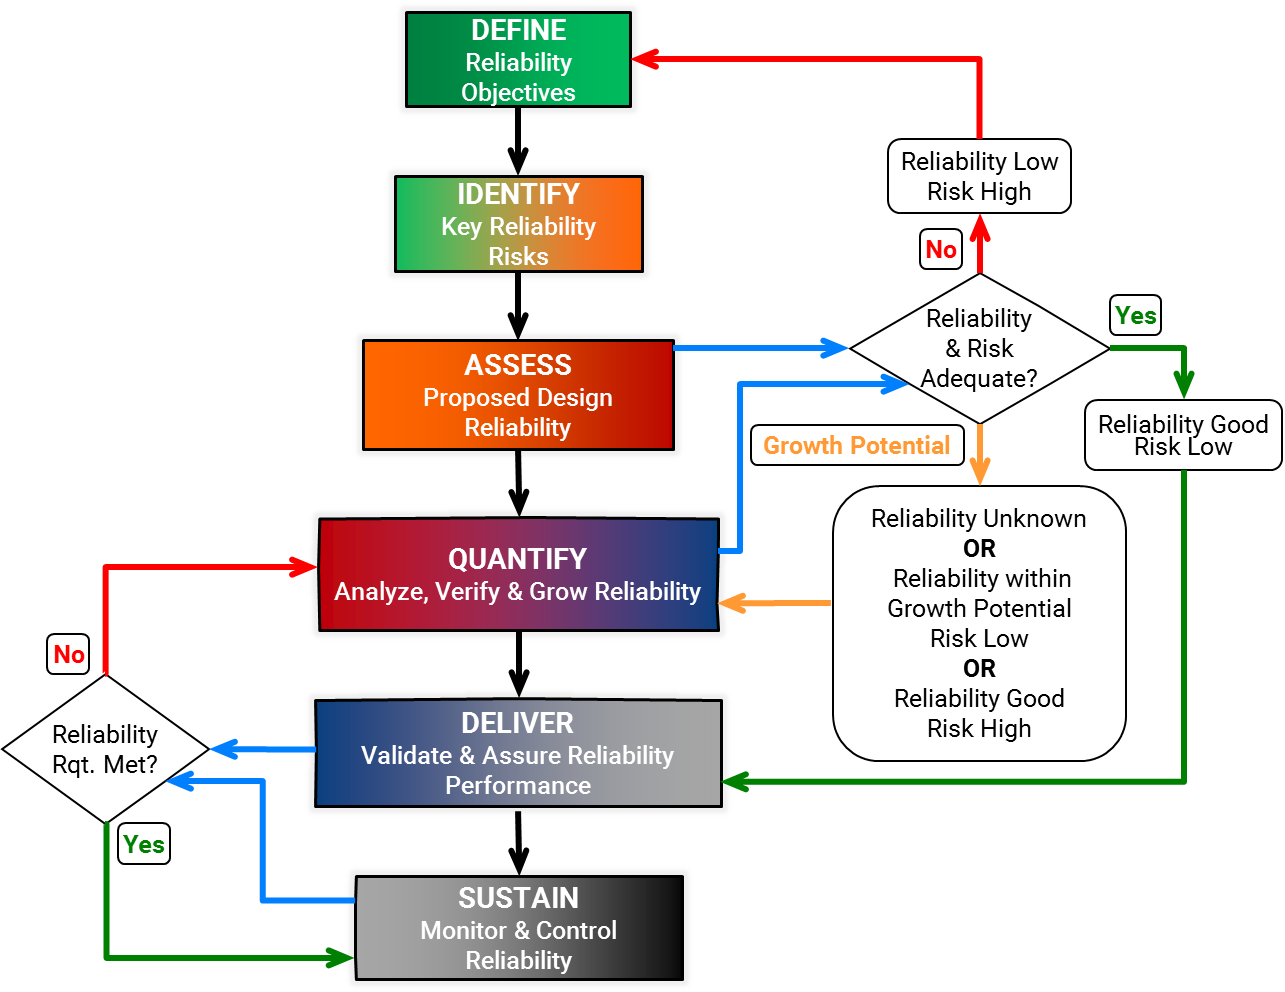 DEFINE
Reliability
Objectives
IDENTIFY
Key Reliability
Risks
ASSESS
Proposed Design
Reliability
QUANTIFY
Analyze, Verify & Grow Reliability
DELIVER
Validate & Assure Reliability
Performance
SUSTAIN
Monitor & Control
Reliability
Reliability Low
Risk High
No
Reliability
& Risk
Adequate?
Yes
Reliability Good
Risk Low
Growth Potential
Reliability Unknown
OR
Reliability within
Growth Potential
Risk Low
OR
Reliability Good
Risk High
No
Reliability
Rqt. Met?
Yes